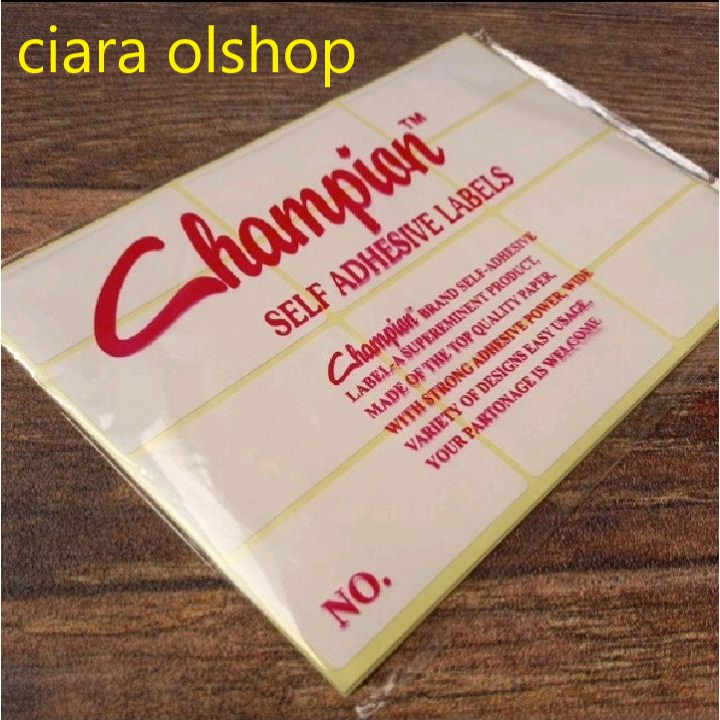 ciara olshop
Champion™
SELF ADHESIVE LABELS
Champion™ BRAND SELF-ADHESIVE
LABEL,A SUPEREMINENT PRODUCT,
MADE OF THE TOP QUALITY PAPER,
WITH STRONG ADHESIVE POWER, WIDE
VARIETY OF DESIGNS EASY USAGE,
YOUR PARTONAGE IS WELCOME
NO.